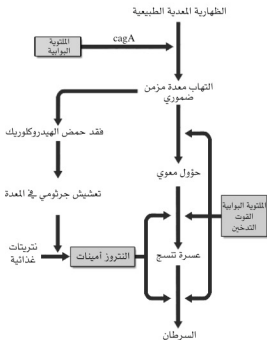 الظهارية المعدية الطبيعية
الملتوية
البوابية
cagA
التهاب معدة مزمن
ضموري
فقد حمض الهيدروكلوريك
حؤول معوي
تعشيش جرثومي في المعدة
الملتوية البوابية
القوت
التدخين
نتريتات
غذائية
النتروز أمينات
عسرة تنسج
السرطان